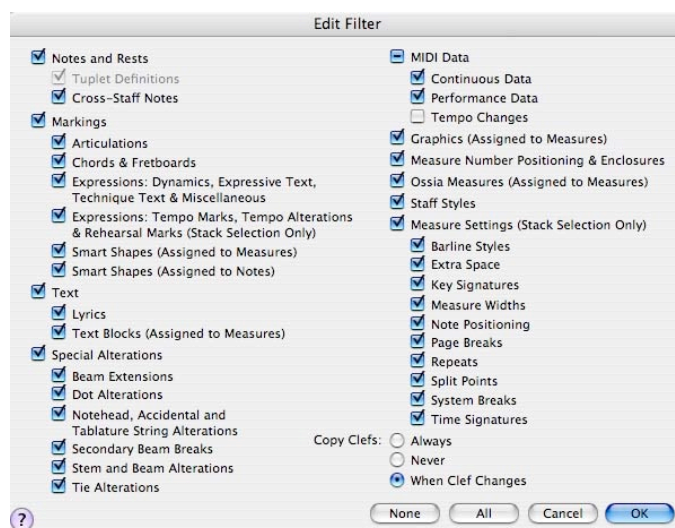 Edit Filter
Notes and Rests
Tuplet Definitions
Cross-Staff Notes
Markings
Articulations
Chords & Fretboards
Expressions: Dynamics, Expressive Text,
Technique Text & Miscellaneous
Expressions: Tempo Marks, Tempo Alterations
& Rehearsal Marks (Stack Selection Only)
Smart Shapes (Assigned to Measures)
Smart Shapes (Assigned to Notes)
Text
Lyrics
Text Blocks (Assigned to Measures)
Special Alterations
Beam Extensions
Dot Alterations
Notehead, Accidental and
Tablature String Alterations
Secondary Beam Breaks
Stem and Beam Alterations
Tie Alterations
MIDI Data
Continuous Data
Performance Data
Tempo Changes
Graphics (Assigned to Measures)
Measure Number Positioning & Enclosures
Ossia Measures (Assigned to Measures)
Staff Styles
Measure Settings (Stack Selection Only)
Barline Styles
Extra Space
Key Signatures
Measure Widths
Note Positioning
Page Breaks
Repeats
Split Points
System Breaks
Time Signatures
Copy Clefs: Always
Never
When Clef Changes
? None All Cancel OK